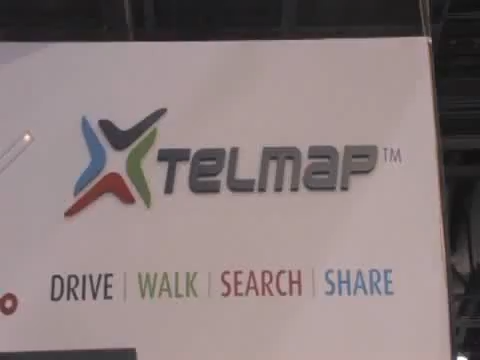 TELMAP™
DRIVE | WALK | SEARCH | SHARE